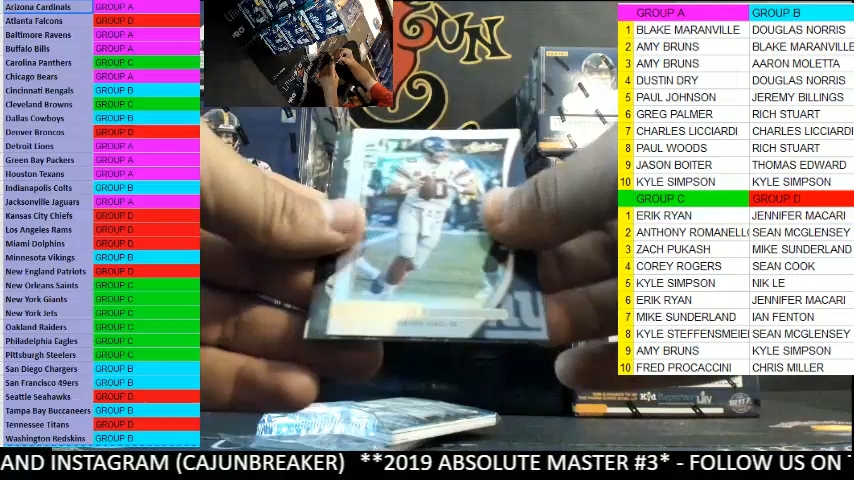 Arizona Cardinals GROUP A
Atlanta Falcons GROUP D
Baltimore Ravens GROUP A
Buffalo Bills GROUP A
Carolina Panthers GROUP C
Chicago Bears GROUP A
Cincinnati Bengals GROUP B
Cleveland Browns GROUP C
Dallas Cowboys GROUP B
Denver Broncos GROUP D
Detroit Lions GROUP A
Green Bay Packers GROUP A
Houston Texans GROUP A
Indianapolis Colts GROUP B
Jacksonville Jaguars GROUP A
Kansas City Chiefs GROUP D
Los Angeles Rams GROUP D
Miami Dolphins GROUP D
Minnesota Vikings GROUP B
New England Patriots GROUP D
New Orleans Saints GROUP C
New York Giants GROUP C
New York Jets GROUP C
Oakland Raiders GROUP C
Philadelphia Eagles GROUP C
Pittsburgh Steelers GROUP C
San Diego Chargers GROUP B
San Francisco 49ers GROUP B
Seattle Seahawks GROUP D
Tampa Bay Buccaneers GROUP B
Tennessee Titans GROUP D
Washington Redskins GROUP B
GUN
Absolute
GROUP A GROUP B
1 BLAKE MARANVILLE DOUGLAS NORRIS
2 AMY BRUNS BLAKE MARANVILLE
3 AMY BRUNS AARON MOLETTA
4 DUSTIN DRY DOUGLAS NORRIS
5 PAUL JOHNSON JEREMY BILLINGS
6 GREG PALMER RICH STUART
7 CHARLES LICCIARDI CHARLES LICCIARDI
8 PAUL WOODS RICH STUART
9 JASON BOITER THOMAS EDWARD
10 KYLE SIMPSON KYLE SIMPSON
GROUP C GROUP D
1 ERIK RYAN JENNIFER MACARI
2 ANTHONY ROMANELL SEAN MCGLENSEY
3 ZACH PUKASH MIKE SUNDERLAND
4 COREY ROGERS SEAN COOK
5 KYLE SIMPSON NIK LE
6 ERIK RYAN JENNIFER MACARI
7 MIKE SUNDERLAND IAN FENTON
8 KYLE STEFFENSMEIE SEAN MCGLENSEY
9 AMY BRUNS KYLE SIMPSON
10 FRED PROCACCINI CHRIS MILLER
AND INSTAGRAM (CAJUNBREAKER) **2019 ABSOLUTE MASTER #3* - FOLLOW US ON